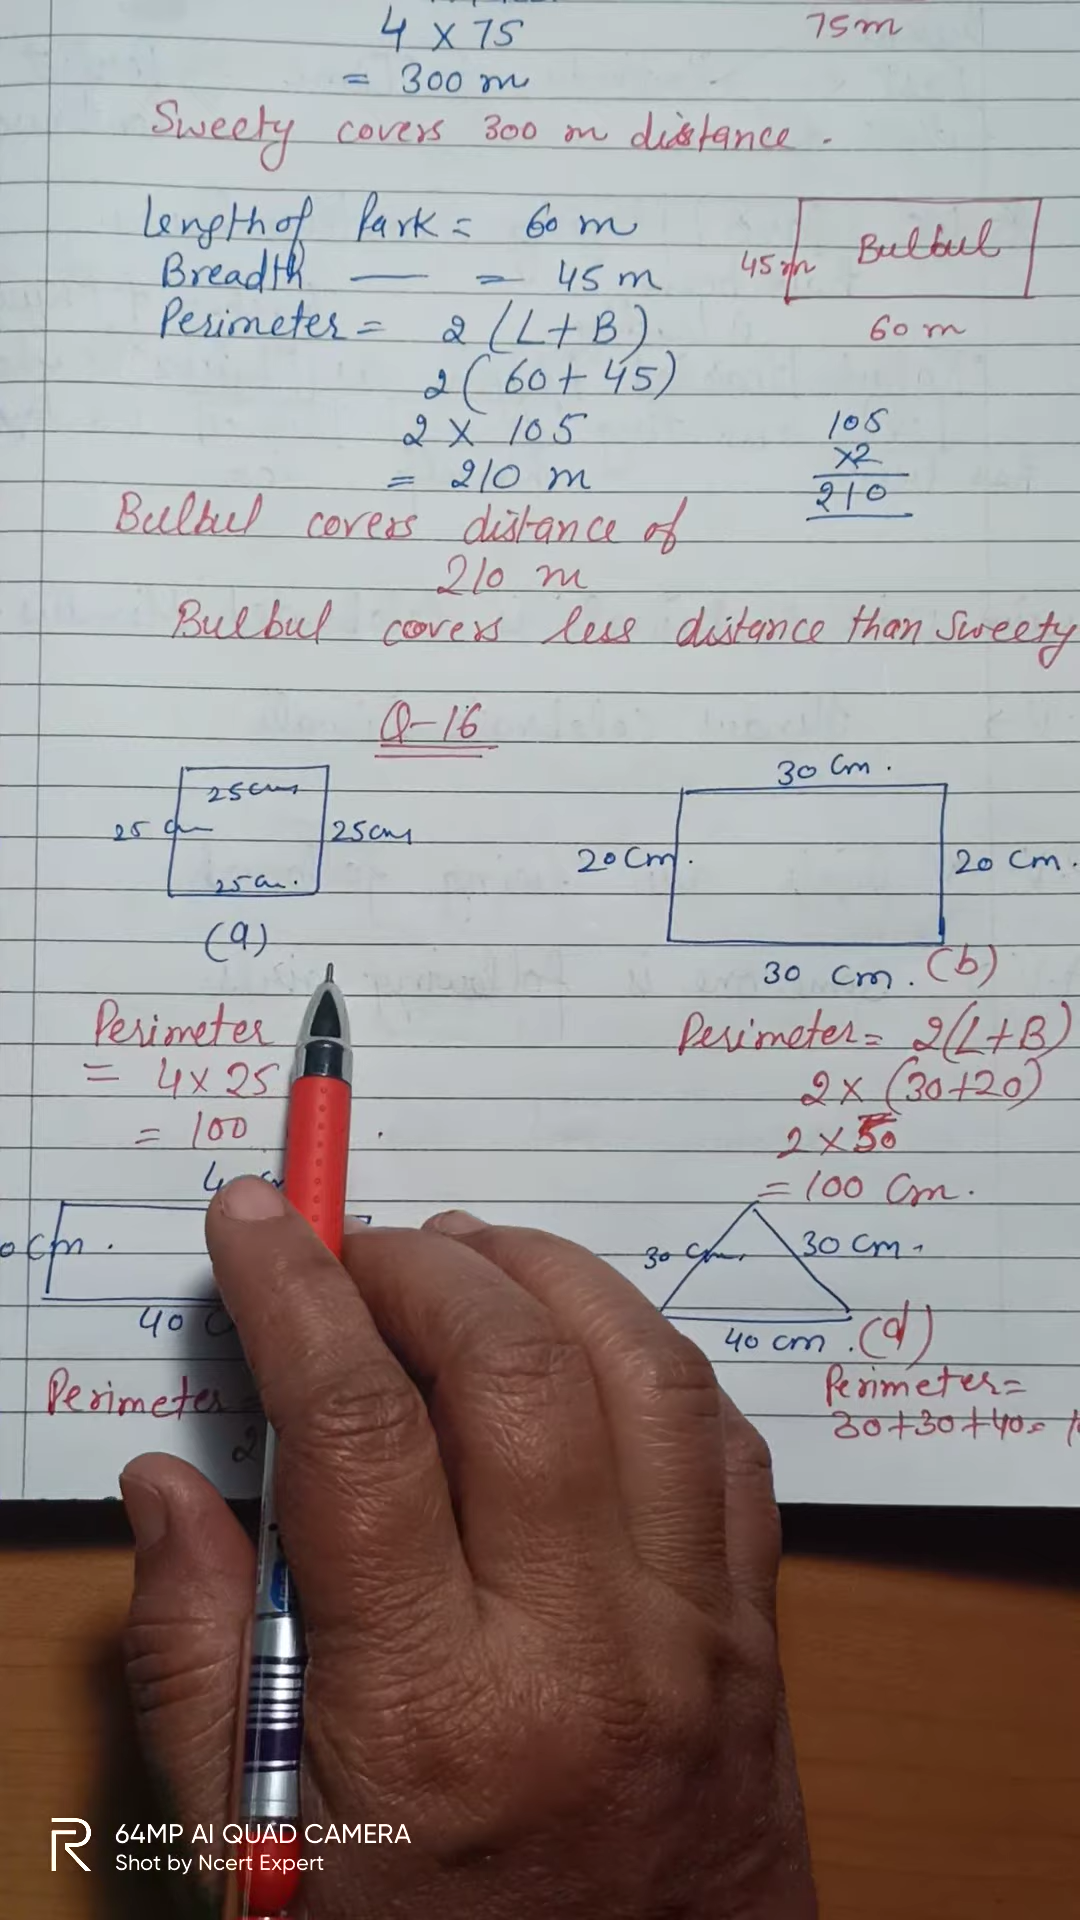 4 × 75
75m
= 300 m
Sweety covers 300 m distance.
Length of Park = 60 m
Breadth — = 45 m
45 m
Bulbul
60 m
Perimeter = 2 (L+B)
2 ( 60 + 45)
2 × 105
= 210 m
105
×2
210
Bulbul covers distance of
210 m
Bulbul covers less distance than Sweety
Q-16
25 cm
25 cm
25 cm
25 cm.
(a)
30 Cm.
20 Cm.
20 Cm.
30 Cm. (b)
Perimeter
= 4 × 25
= 100
Perimeter = 2(L+B)
2 × (30+20)
2 × 50
= 100 Cm.
0 Cm.
40
30 Cm.
30 Cm.
40 cm. (d)
Perimeter
2
Perimeter =
30+30+40=
64MP AI QUAD CAMERA
Shot by Ncert Expert